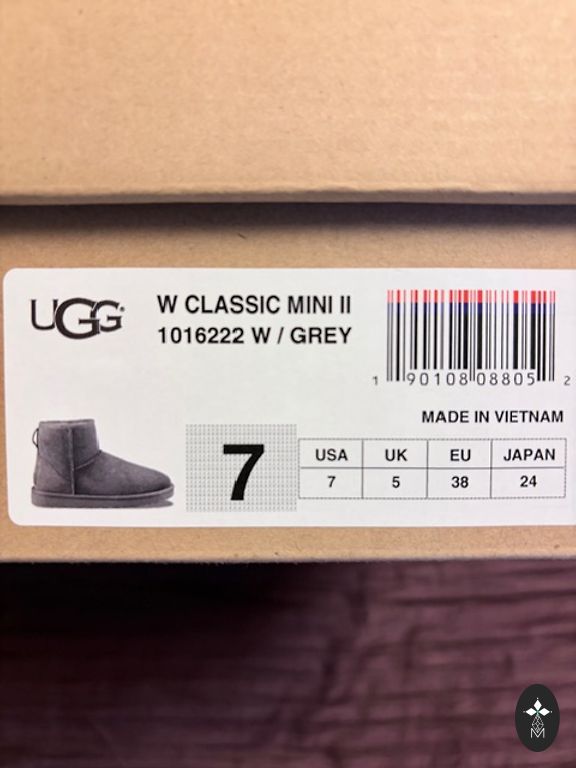 UGG®
W CLASSIC MINI II
1016222 W / GREY
1 90108 08805 2
MADE IN VIETNAM
7
USA UK EU JAPAN
7 5 38 24
M